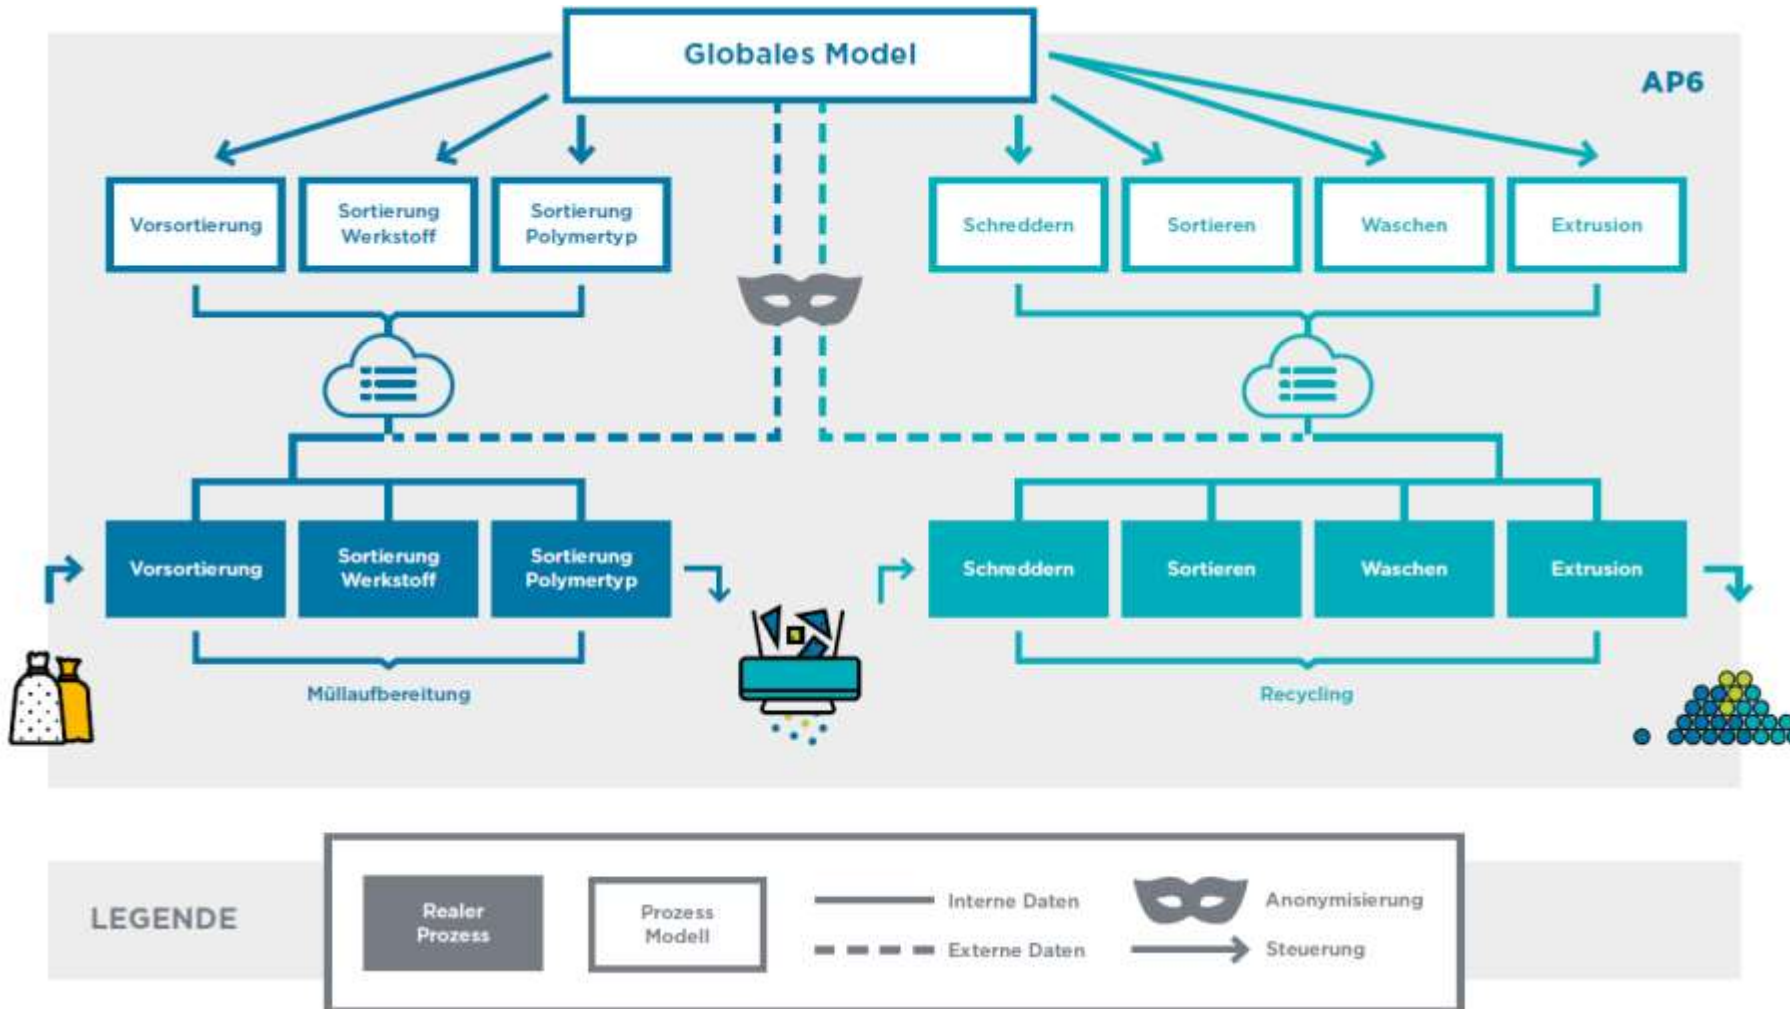 Globales Model
AP6
Vorsortierung
Sortierung
Werkstoff
Sortierung
Polymertyp
Schreddern
Sortieren
Waschen
Extrusion
Vorsortierung
Sortierung
Werkstoff
Sortierung
Polymertyp
Schreddern
Sortieren
Waschen
Extrusion
Müllaufbereitung
Recycling
LEGENDE
Realer
Prozess
Prozess
Modell
Interne Daten
Externe Daten
Anonymisierung
Steuerung